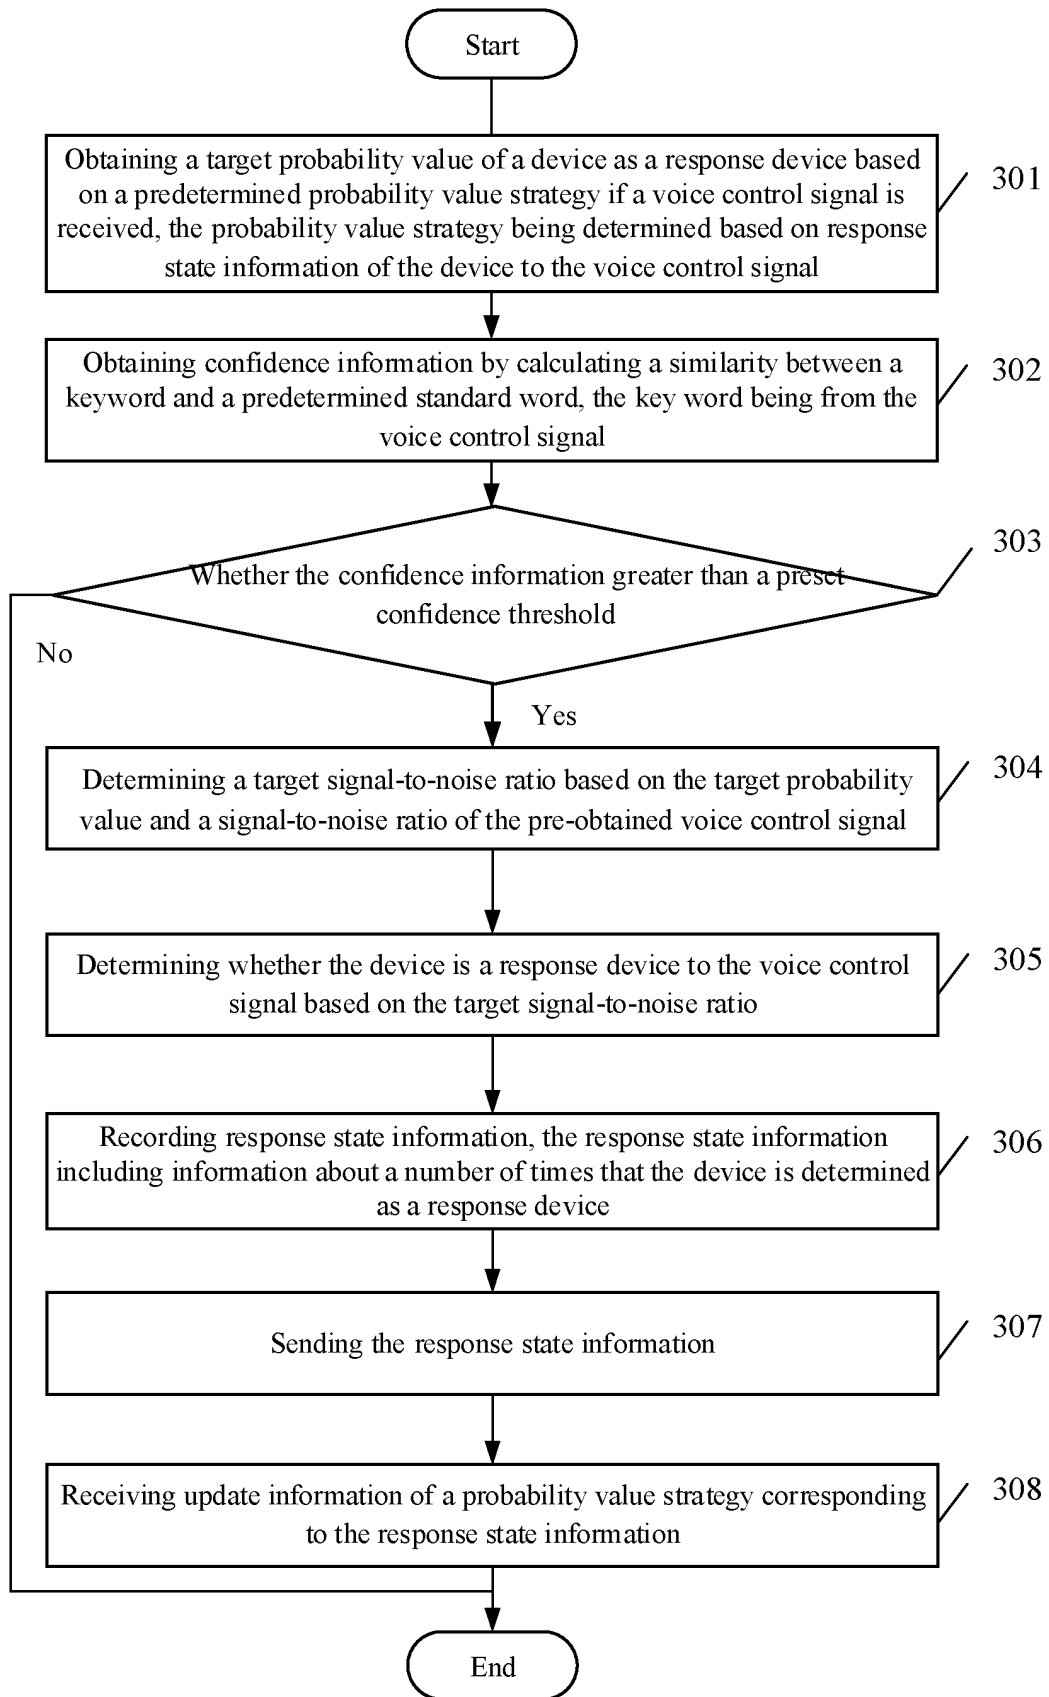 Start
Obtaining a target probability value of a device as a response device based
on a predetermined probability value strategy if a voice control signal is
received, the probability value strategy being determined based on response
state information of the device to the voice control signal
301
Obtaining confidence information by calculating a similarity between a
keyword and a predetermined standard word, the key word being from the
voice control signal
302
Whether the confidence information greater than a preset
confidence threshold
303
No
Yes
Determining a target signal-to-noise ratio based on the target probability
value and a signal-to-noise ratio of the pre-obtained voice control signal
304
Determining whether the device is a response device to the voice control
signal based on the target signal-to-noise ratio
305
Recording response state information, the response state information
including information about a number of times that the device is determined
as a response device
306
Sending the response state information
307
Receiving update information of a probability value strategy corresponding
to the response state information
308
End